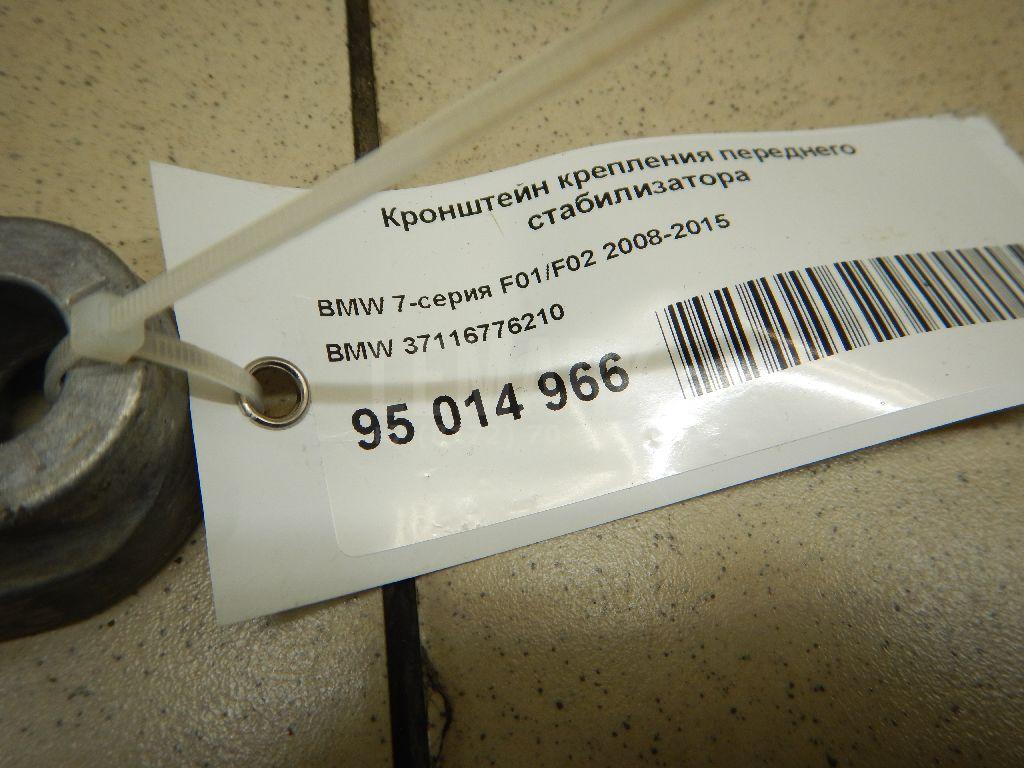 Кронштейн крепления переднего
стабилизатора
BMW 7-серия F01/F02 2008-2015
BMW 37116776210
95 014 966